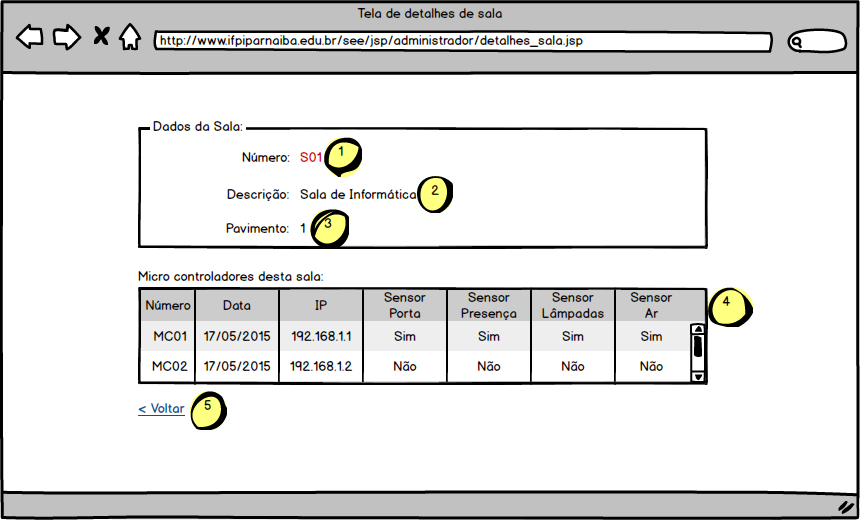 Tela de detalhes de sala
http://www.ifpiparnaiba.edu.br/see/jsp/administrador/detalhes_sala.jsp
Dados da Sala:
Número: S01 1
Descrição: Sala de Informática 2
Pavimento: 1 3
Micro controladores desta sala:
Número Data IP Sensor Porta Sensor Presença Sensor Lâmpadas Sensor Ar 4
MC01 17/05/2015 192.168.1.1 Sim Sim Sim Sim
MC02 17/05/2015 192.168.1.2 Não Não Não Não
< Voltar 5